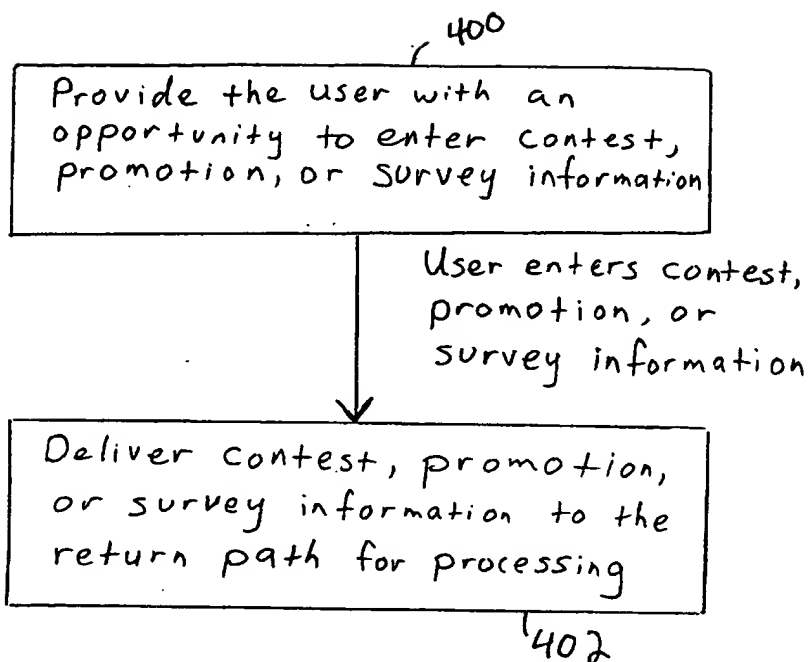 400
Provide the user with an
opportunity to enter contest,
promotion, or survey information
User enters contest,
promotion, or
survey information
Deliver contest, promotion,
or survey information to the
return path for processing
402